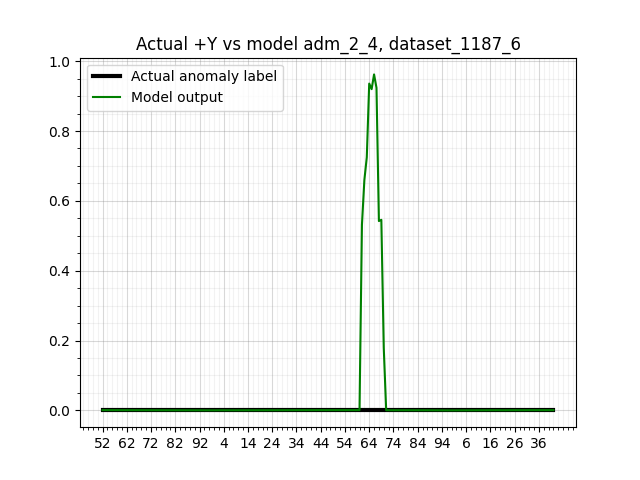 Actual +Y vs model adm_2_4, dataset_1187_6
Actual anomaly label
Model output
1.0
0.8
0.6
0.4
0.2
0.0
52 62 72 82 92 4 14 24 34 44 54 64 74 84 94 6 16 26 36